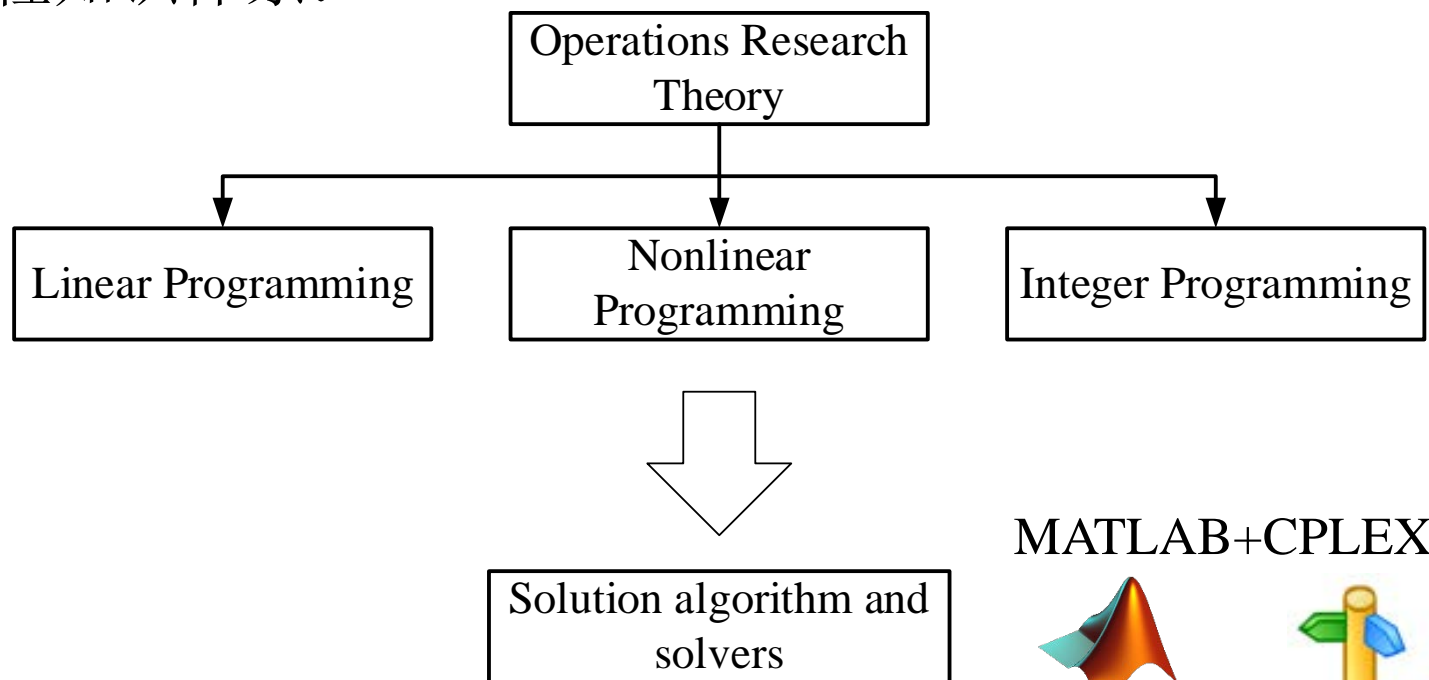 Operations Research
Theory
Linear Programming
Nonlinear
Programming
Integer Programming
MATLAB+CPLEX
Solution algorithm and
solvers